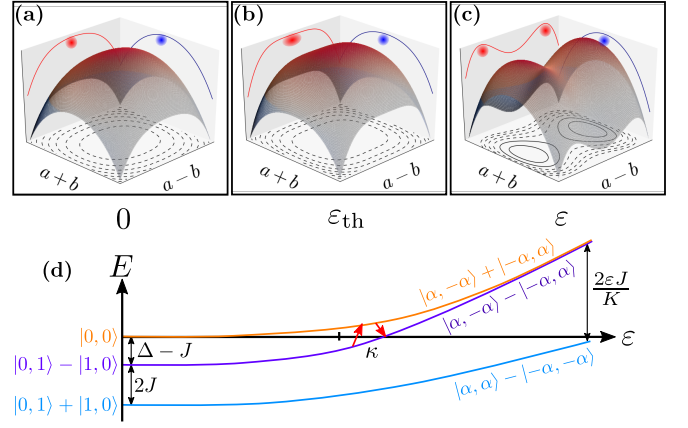 (a)
(b)
(c)
a + b
a − b
a + b
a − b
a + b
a − b
0
ε_th
ε
(d)
E
|α, −α⟩ + |−α, α⟩
|α, −α⟩ − |−α, α⟩
2εJ
K
|0, 0⟩
Δ − J
κ
ε
|0, 1⟩ − |1, 0⟩
2J
|0, 1⟩ + |1, 0⟩
|α, α⟩ − |−α, −α⟩